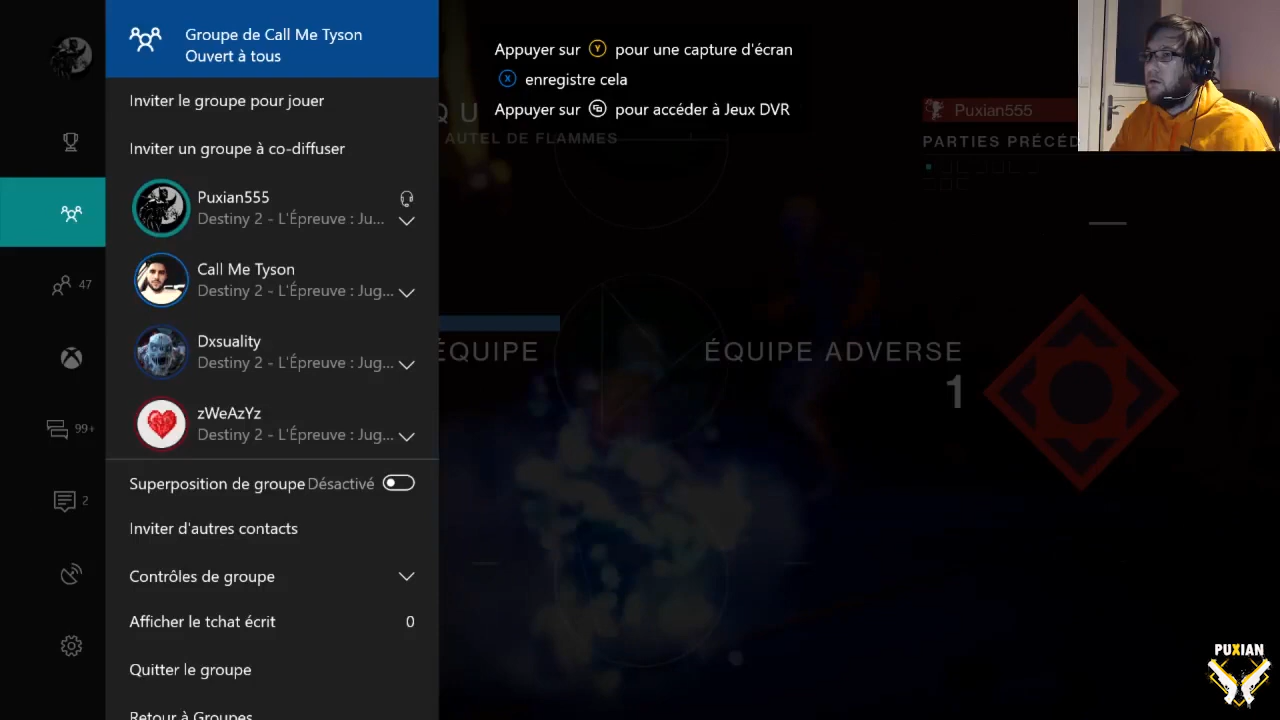 Groupe de Call Me Tyson
Ouvert à tous
Inviter le groupe pour jouer
Inviter un groupe à co-diffuser
Puxian555
Destiny 2 - L'Épreuve : Ju...
Call Me Tyson
Destiny 2 - L'Épreuve : Jug...
Dxsuality
Destiny 2 - L'Épreuve : Jug...
zWeAzYz
Destiny 2 - L'Épreuve : Jug...
Superposition de groupe Désactivé
Inviter d'autres contacts
Contrôles de groupe
Afficher le tchat écrit 0
Quitter le groupe
Retour à Groupes
47
99+
2
Appuyer sur Y pour une capture d'écran
X enregistre cela
Appuyer sur pour accéder à Jeux DVR
AUTEL DE FLAMMES
Puxian555
PARTIES PRÉCÉD
ÉQUIPE
ÉQUIPE ADVERSE
1
PUXIAN